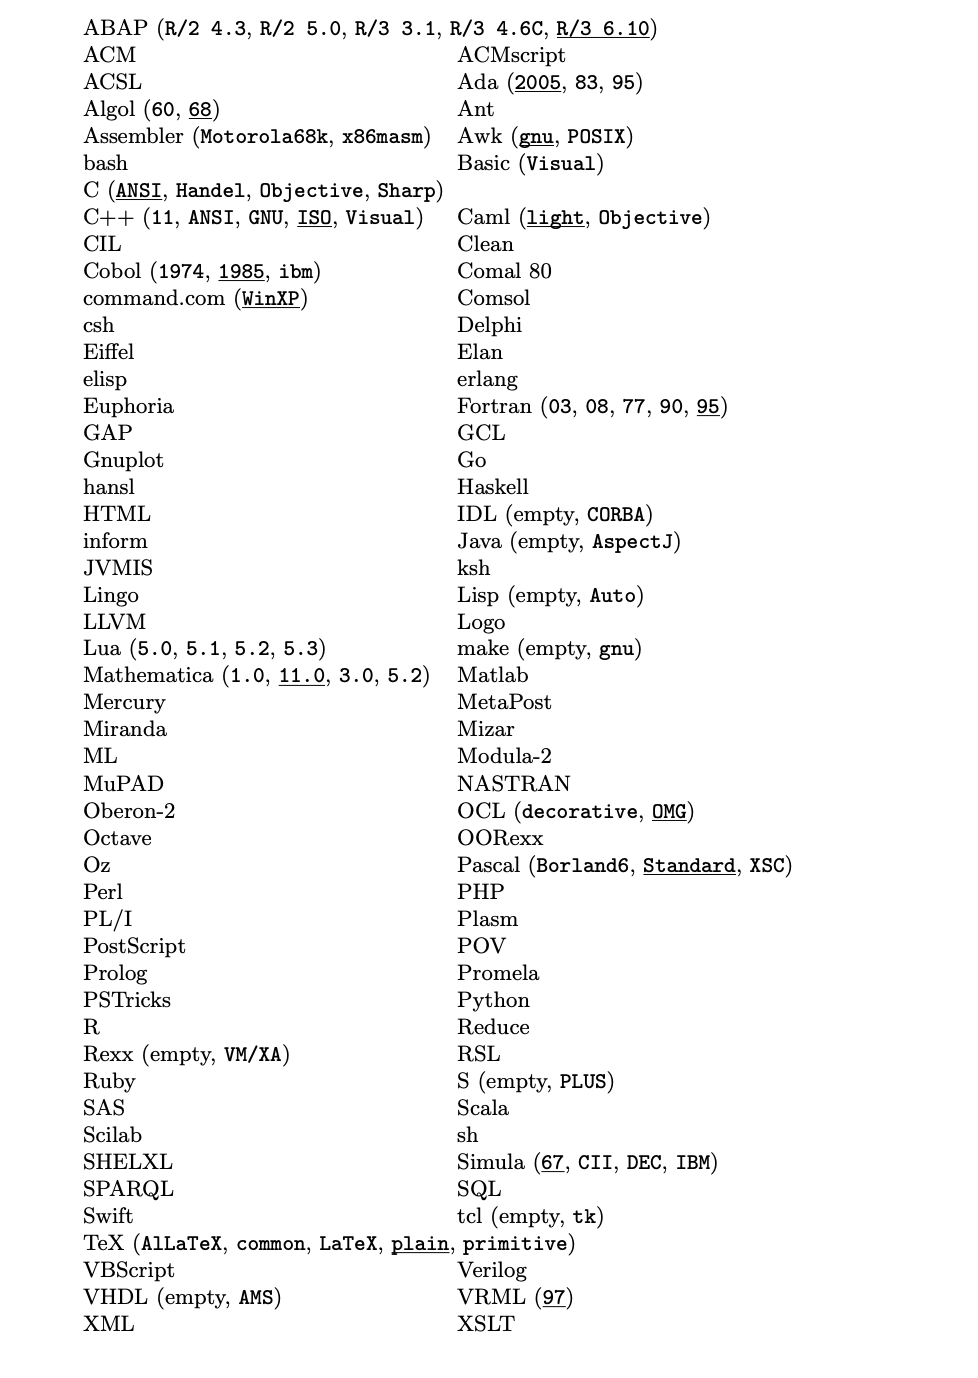 ABAP (R/2 4.3, R/2 5.0, R/3 3.1, R/3 4.6C, R/3 6.10)
ACM ACMscript
ACSL Ada (2005, 83, 95)
Algol (60, 68) Ant
Assembler (Motorola68k, x86masm) Awk (gnu, POSIX)
bash Basic (Visual)
C (ANSI, Handel, Objective, Sharp)
C++ (11, ANSI, GNU, ISO, Visual) Caml (light, Objective)
CIL Clean
Cobol (1974, 1985, ibm) Comal 80
command.com (WinXP) Comsol
csh Delphi
Eiffel Elan
elisp erlang
Euphoria Fortran (03, 08, 77, 90, 95)
GAP GCL
Gnuplot Go
hansl Haskell
HTML IDL (empty, CORBA)
inform Java (empty, AspectJ)
JVMIS ksh
Lingo Lisp (empty, Auto)
LLVM Logo
Lua (5.0, 5.1, 5.2, 5.3) make (empty, gnu)
Mathematica (1.0, 11.0, 3.0, 5.2) Matlab
Mercury MetaPost
Miranda Mizar
ML Modula-2
MuPAD NASTRAN
Oberon-2 OCL (decorative, OMG)
Octave OORexx
Oz Pascal (Borland6, Standard, XSC)
Perl PHP
PL/I Plasm
PostScript POV
Prolog Promela
PSTricks Python
R Reduce
Rexx (empty, VM/XA) RSL
Ruby S (empty, PLUS)
SAS Scala
Scilab sh
SHELXL Simula (67, CII, DEC, IBM)
SPARQL SQL
Swift tcl (empty, tk)
TeX (AlLaTeX, common, LaTeX, plain, primitive)
VBScript Verilog
VHDL (empty, AMS) VRML (97)
XML XSLT